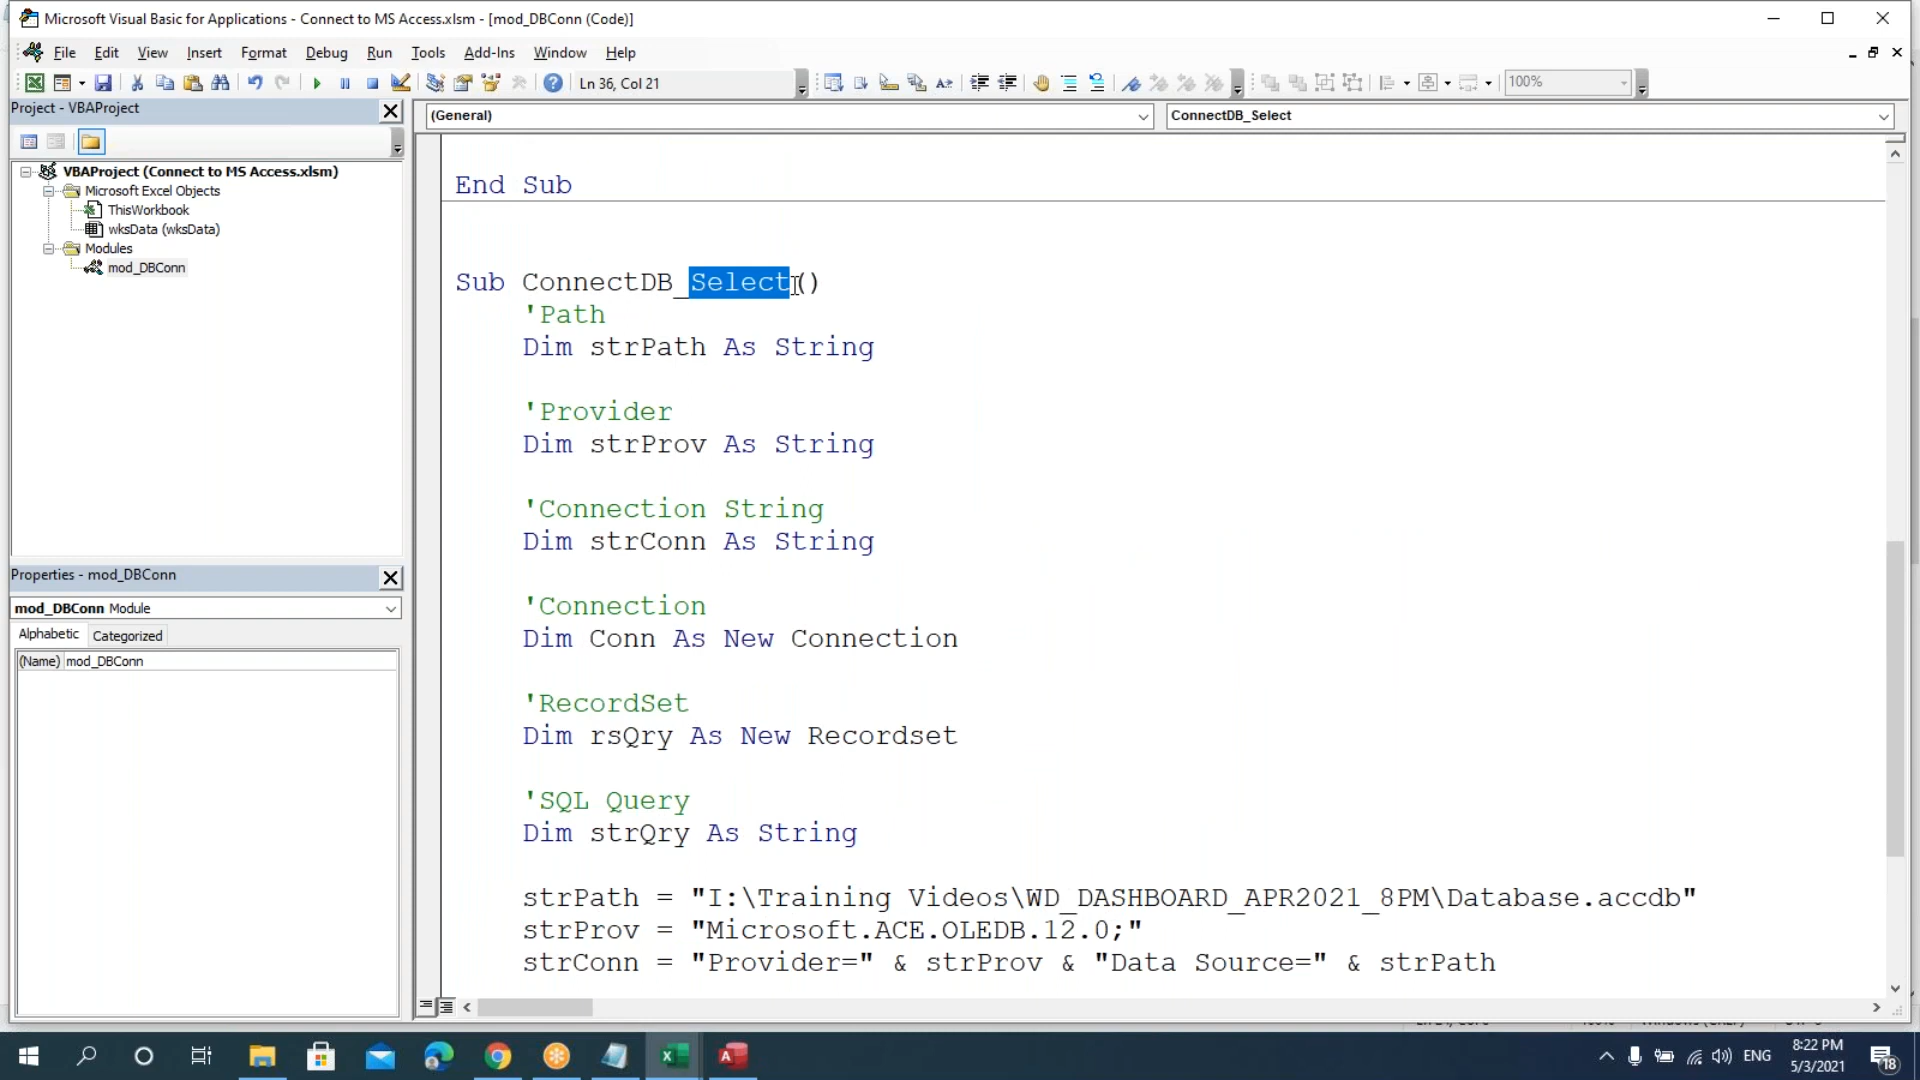 Microsoft Visual Basic for Applications - Connect to MS Access.xlsm - [mod_DBConn (Code)]
File Edit View Insert Format Debug Run Tools Add-Ins Window Help
Ln 36, Col 21
100%
Project - VBAProject
(General)
ConnectDB_Select
VBAProject (Connect to MS Access.xlsm)
Microsoft Excel Objects
ThisWorkbook
wksData (wksData)
Modules
mod_DBConn
Properties - mod_DBConn
mod_DBConn Module
Alphabetic Categorized
(Name) mod_DBConn
End Sub
Sub ConnectDB_Select()
'Path
Dim strPath As String
'Provider
Dim strProv As String
'Connection String
Dim strConn As String
'Connection
Dim Conn As New Connection
'RecordSet
Dim rsQry As New Recordset
'SQL Query
Dim strQry As String
strPath = "I:\Training Videos\WD_DASHBOARD_APR2021_8PM\Database.accdb"
strProv = "Microsoft.ACE.OLEDB.12.0;"
strConn = "Provider=" & strProv & "Data Source=" & strPath
ENG
8:22 PM
5/3/2021
18